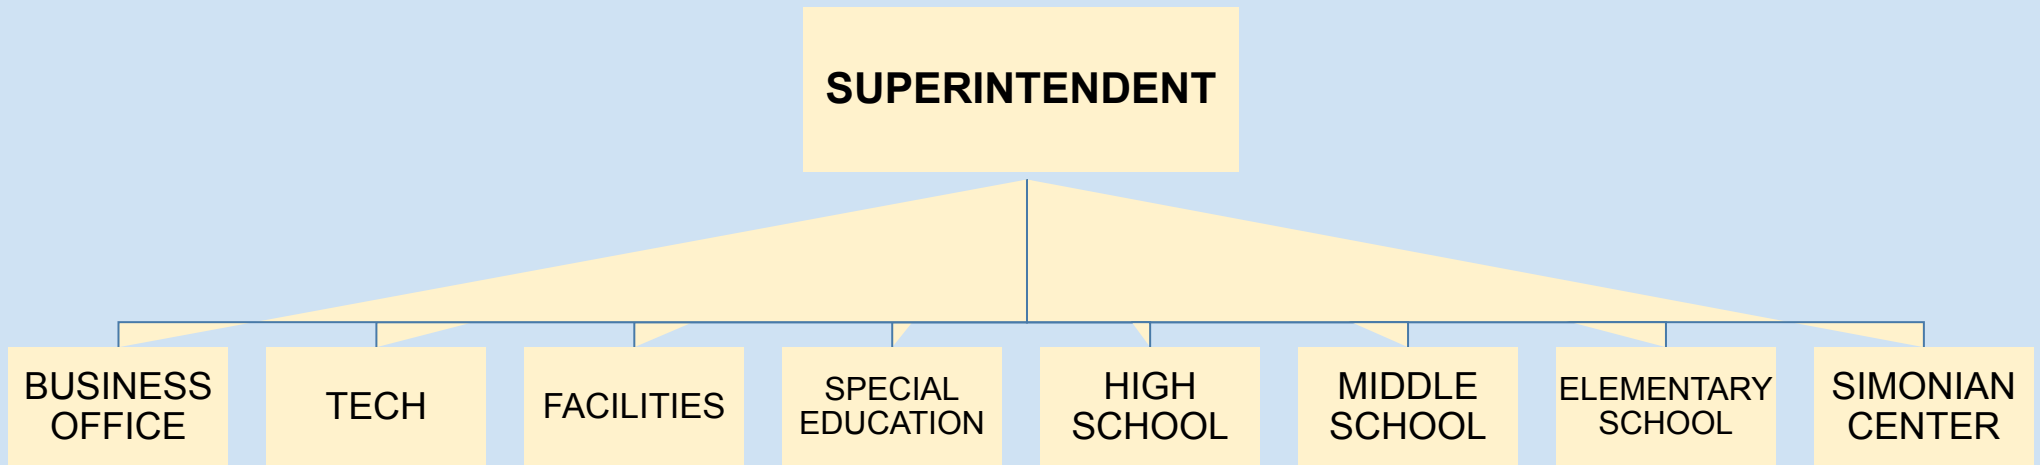 SUPERINTENDENT
BUSINESS
OFFICE
TECH
FACILITIES
SPECIAL
EDUCATION
HIGH
SCHOOL
MIDDLE
SCHOOL
ELEMENTARY
SCHOOL
SIMONIAN
CENTER